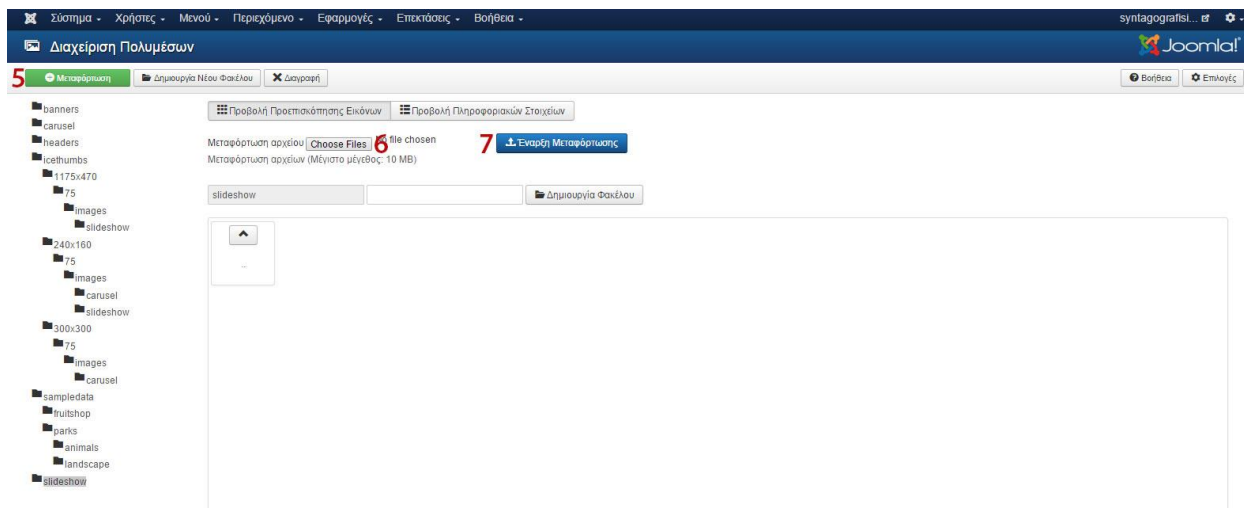 Σύστημα Χρήστες Μενού Περιεχόμενο Εφαρμογές Επεκτάσεις Βοήθεια syntagografisi...
Διαχείριση Πολυμέσων Joomla!
5 Μεταφόρτωση Δημιουργία Νέου Φακέλου Διαγραφή Βοήθεια Επιλογές
banners
carusel
headers
icethumbs
1175x470
75
images
slideshow
240x160
75
images
carusel
slideshow
300x300
75
images
carusel
sampledata
fruitshop
parks
animals
landscape
slideshow
Προβολή Προεπισκόπησης Εικόνων Προβολή Πληροφοριακών Στοιχείων
Μεταφόρτωση αρχείου Choose Files 6 file chosen 7 Έναρξη Μεταφόρτωσης
Μεταφόρτωση αρχείων (Μέγιστο μέγεθος: 10 MB)
slideshow Δημιουργία Φακέλου
..